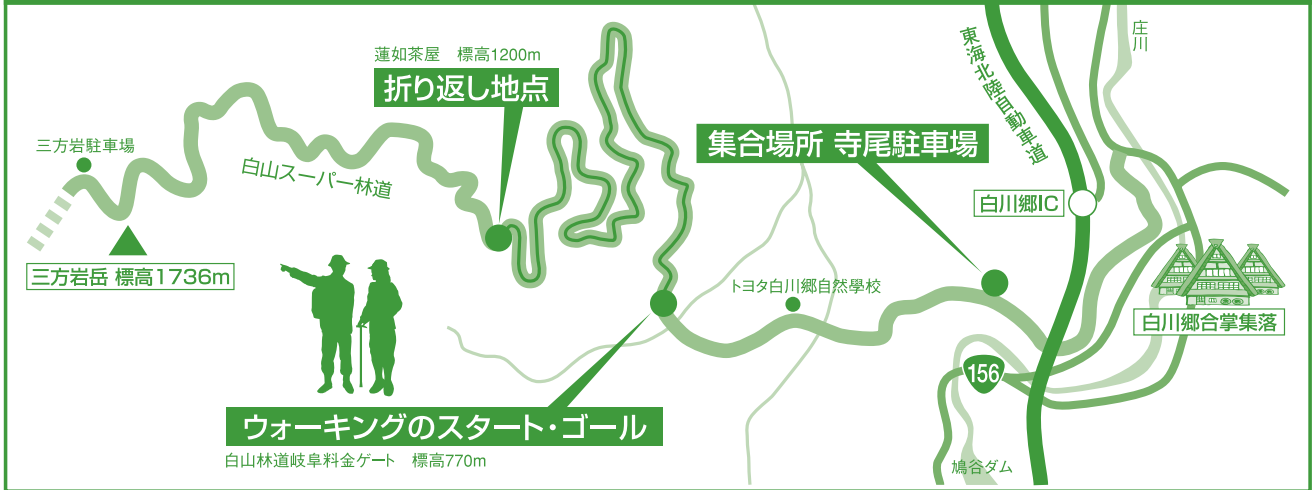 蓮如茶屋 標高1200m
折り返し地点
三方岩駐車場
白山スーパー林道
三方岩岳 標高1736m
集合場所 寺尾駐車場
東海北陸自動車道
庄川
白川郷IC
トヨタ白川郷自然學校
白川郷合掌集落
156
ウォーキングのスタート・ゴール
白山林道岐阜料金ゲート 標高770m
鳩谷ダム